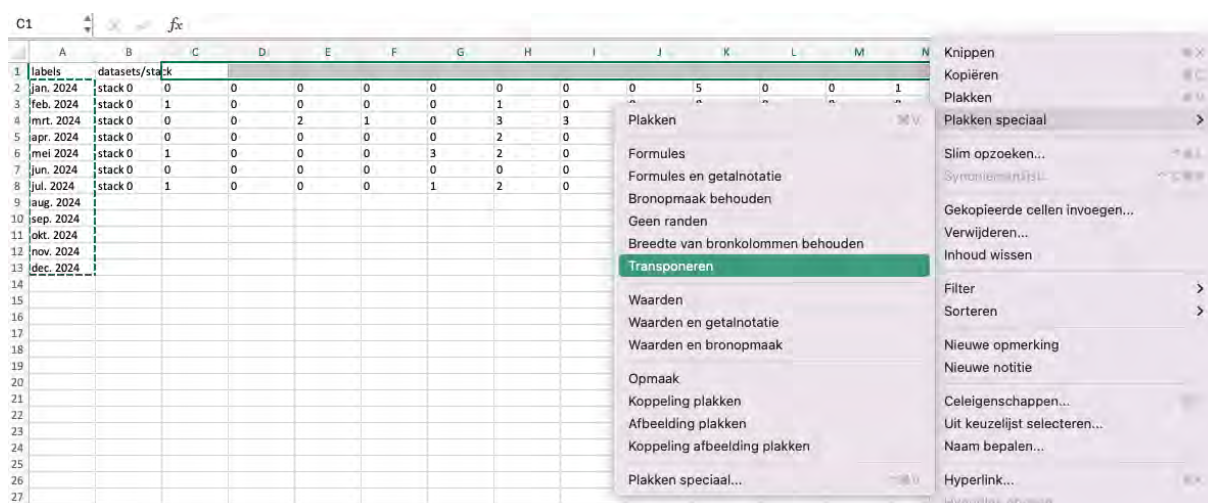 C1 fx
A B C D E F G H I J K L M N
1 labels datasets/stack
2 jan. 2024 stack 0 0 0 0 0 0 0 0 0 5 0 0 1
3 feb. 2024 stack 0 1 0 0 0 0 1 0
4 mrt. 2024 stack 0 0 0 2 1 0 3 3
5 apr. 2024 stack 0 0 0 0 0 0 2 0
6 mei 2024 stack 0 1 0 0 0 3 2 0
7 jun. 2024 stack 0 0 0 0 0 0 0 0
8 jul. 2024 stack 0 1 0 0 0 1 2 0
9 aug. 2024
10 sep. 2024
11 okt. 2024
12 nov. 2024
13 dec. 2024
14
15
16
17
18
19
20
21
22
23
24
25
26
27
Plakken ⌘V
Formules
Formules en getalnotatie
Bronopmaak behouden
Geen randen
Breedte van bronkolommen behouden
Transponeren
Waarden
Waarden en getalnotatie
Waarden en bronopmaak
Opmaak
Koppeling plakken
Afbeelding plakken
Koppeling afbeelding plakken
Plakken speciaal...
Knippen ⌘X
Kopiëren ⌘C
Plakken ⌘V
Plakken speciaal >
Slim opzoeken...
Synoniemenlijst...
Gekopieerde cellen invoegen...
Verwijderen...
Inhoud wissen
Filter >
Sorteren >
Nieuwe opmerking
Nieuwe notitie
Celeigenschappen...
Uit keuzelijst selecteren...
Naam bepalen...
Hyperlink...